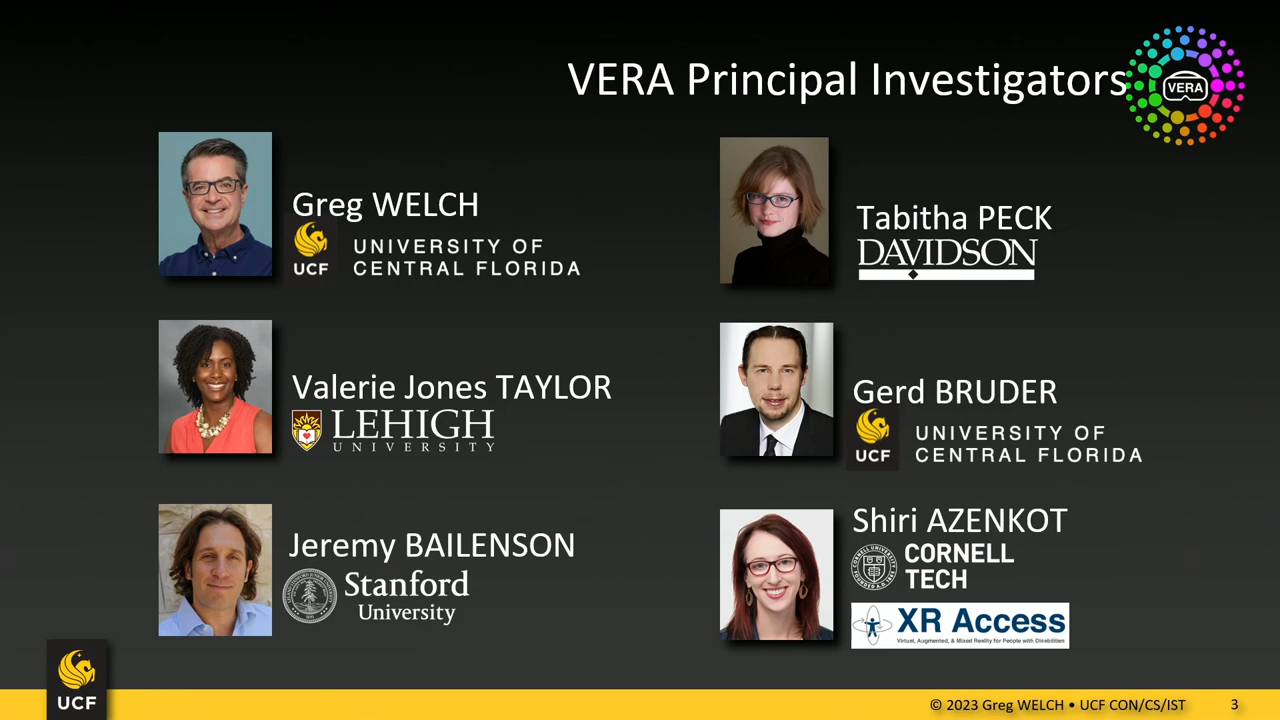 VERA Principal Investigators
VERA
Greg WELCH
UCF
UNIVERSITY OF
CENTRAL FLORIDA
Tabitha PECK
DAVIDSON
Valerie Jones TAYLOR
LEHIGH
UNIVERSITY
Gerd BRUDER
UCF
UNIVERSITY OF
CENTRAL FLORIDA
Jeremy BAILENSON
Stanford
University
Shiri AZENKOT
CORNELL
TECH
XR Access
Virtual, Augmented, & Mixed Reality for People with Disabilities
UCF
© 2023 Greg WELCH • UCF CON/CS/IST
3